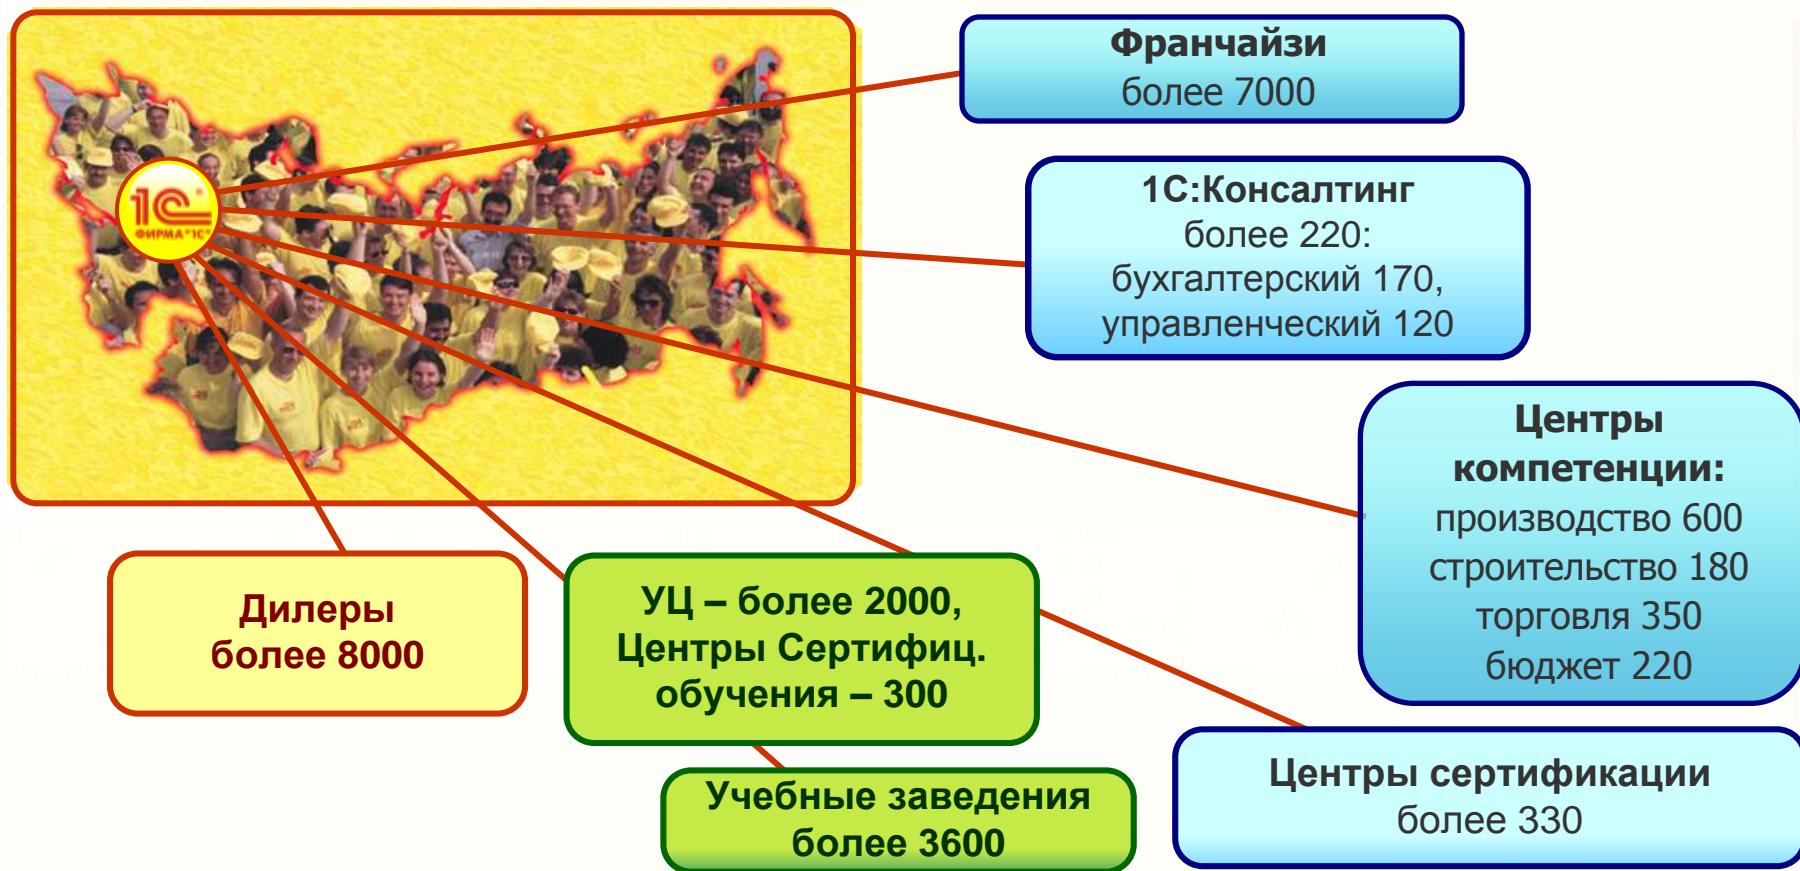 Франчайзи
более 7000
1С:Консалтинг
более 220:
бухгалтерский 170,
управленческий 120
1С
ФИРМА "1С"
Центры
компетенции:
производство 600
строительство 180
торговля 350
бюджет 220
Дилеры
более 8000
УЦ – более 2000,
Центры Сертифиц.
обучения – 300
Учебные заведения
более 3600
Центры сертификации
более 330